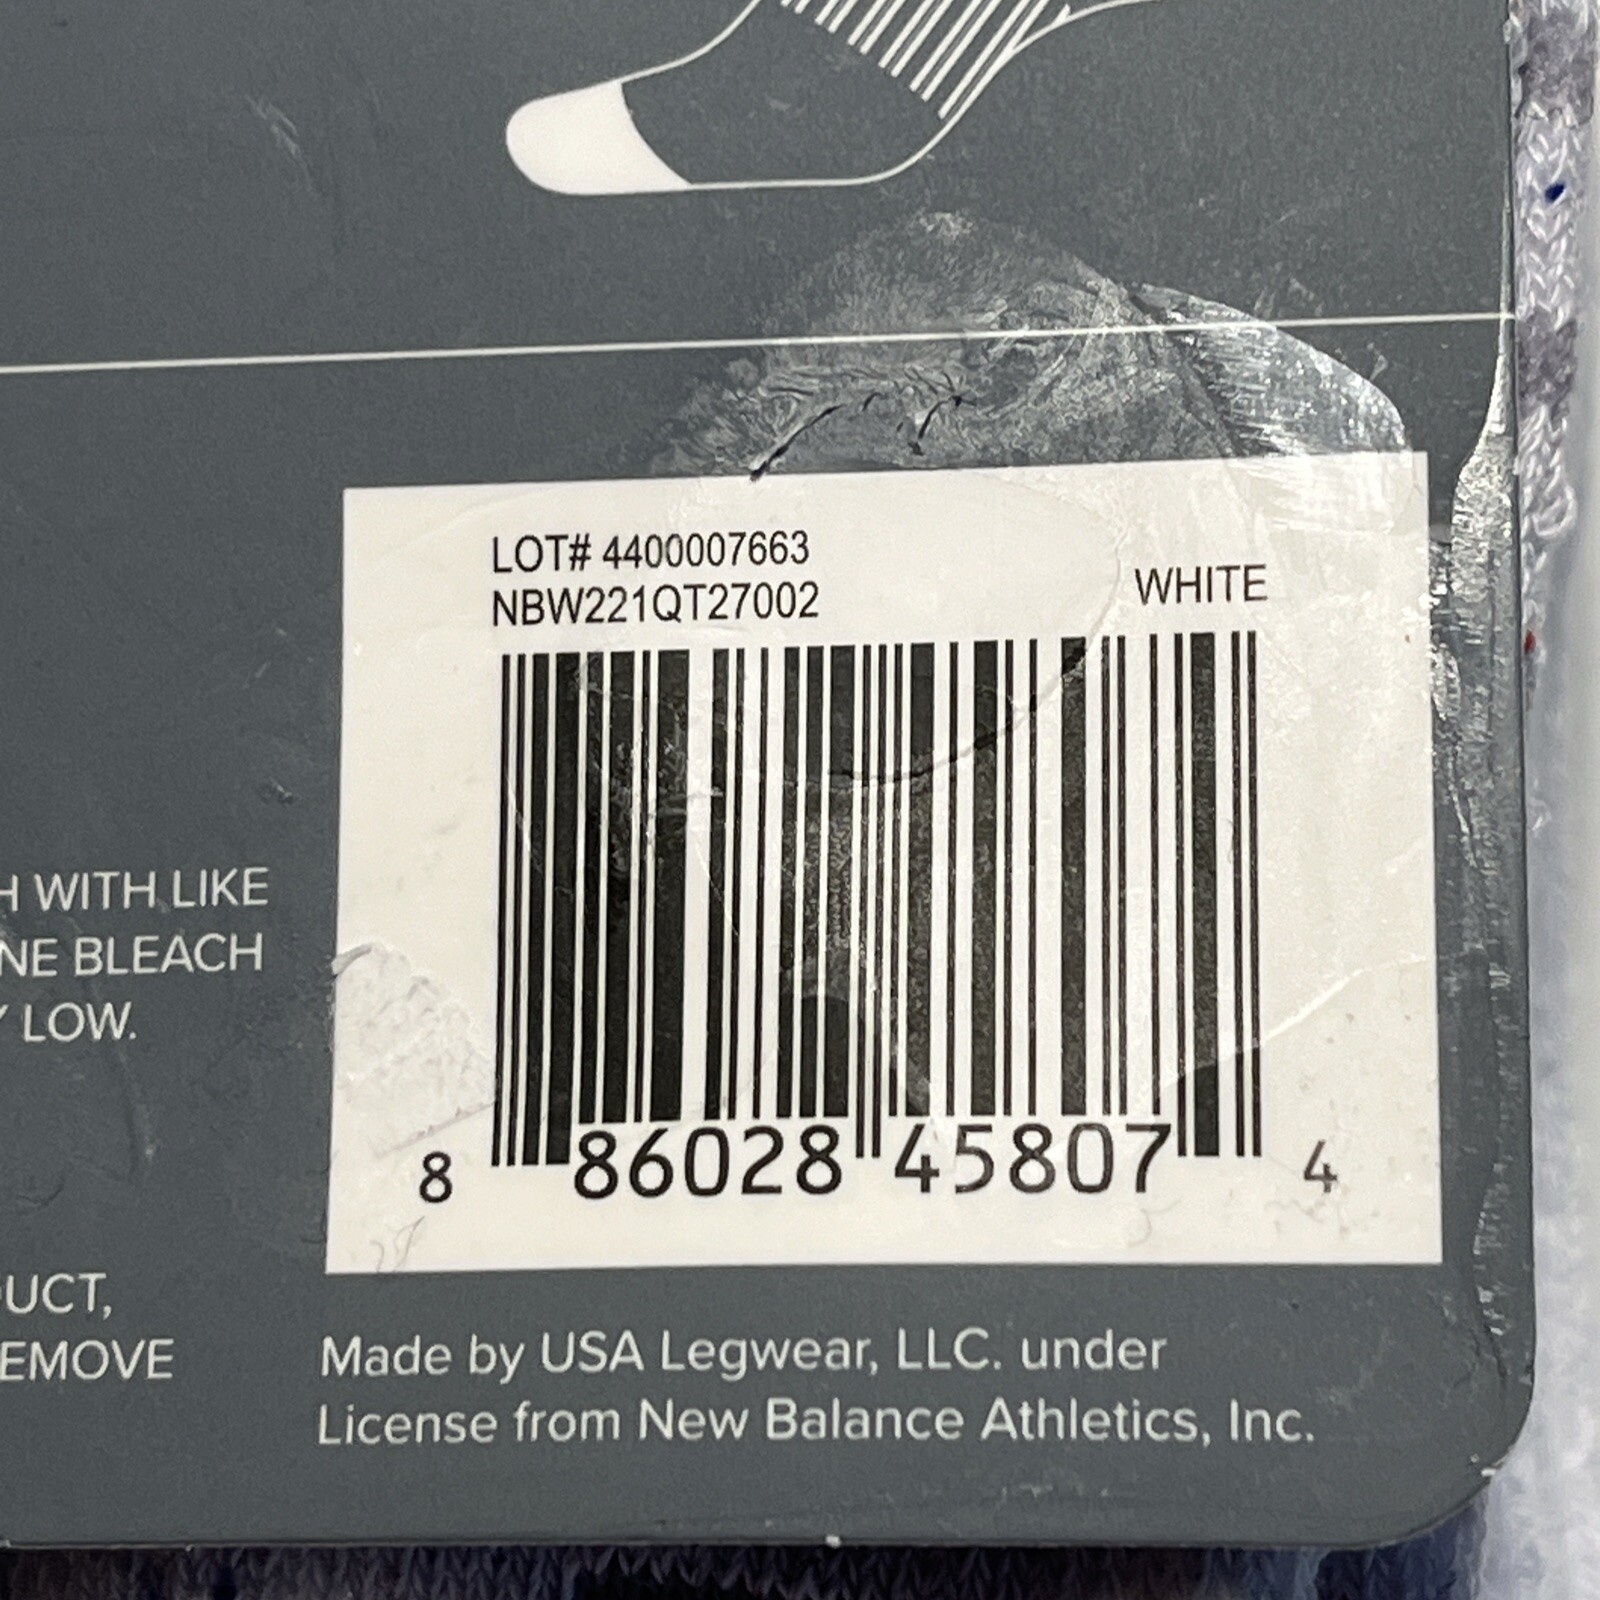 LOT# 4400007663
NBW221QT27002
WHITE
8 86028 45807 4
H WITH LIKE
NE BLEACH
Y LOW.
UCT,
EMOVE
Made by USA Legwear, LLC. under
License from New Balance Athletics, Inc.